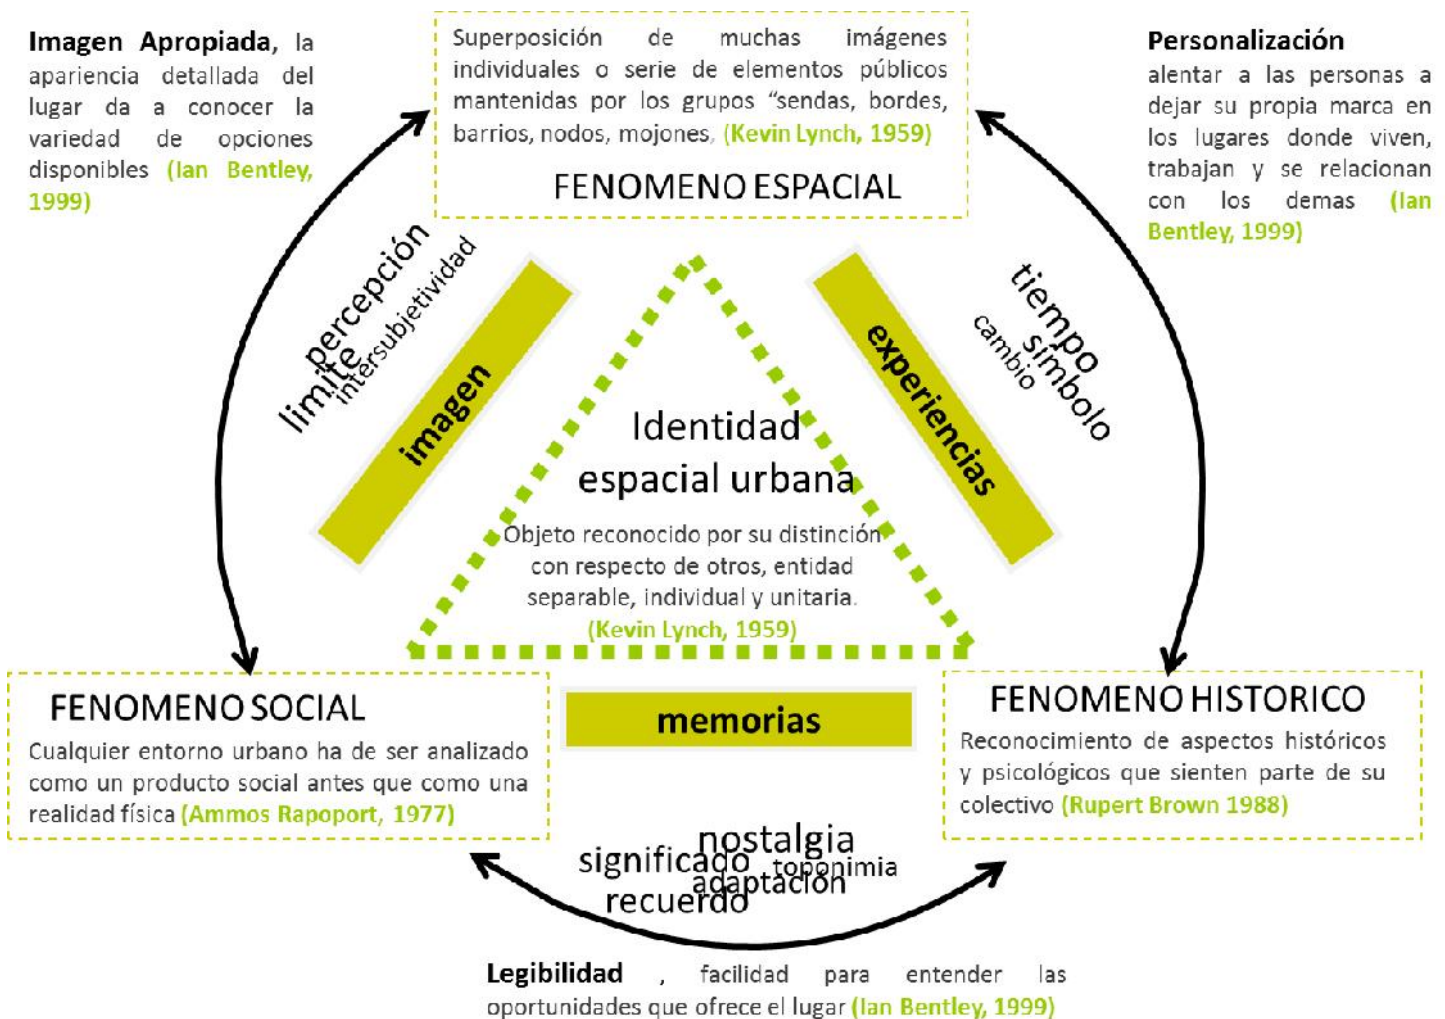 Imagen Apropiada, la
apariencia detallada del
lugar da a conocer la
variedad de opciones
disponibles (Ian Bentley,
1999)
Superposición de muchas imágenes
individuales o serie de elementos públicos
mantenidas por los grupos “sendas, bordes,
barrios, nodos, mojones, (Kevin Lynch, 1959)
FENOMENO ESPACIAL
Personalización
alentar a las personas a
dejar su propia marca en
los lugares donde viven,
trabajan y se relacionan
con los demas (Ian
Bentley, 1999)
percepción
limite
intersubjetividad
imagen
experiencias
tiempo
símbolo
cambio
Identidad
espacial urbana
Objeto reconocido por su distinción
con respecto de otros, entidad
separable, individual y unitaria.
(Kevin Lynch, 1959)
FENOMENO SOCIAL
Cualquier entorno urbano ha de ser analizado
como un producto social antes que como una
realidad física (Ammos Rapoport, 1977)
memorias
FENOMENO HISTORICO
Reconocimiento de aspectos históricos
y psicológicos que sienten parte de su
colectivo (Rupert Brown 1988)
nostalgia
significado toponimia
adaptación
recuerdo
Legibilidad , facilidad para entender las
oportunidades que ofrece el lugar (Ian Bentley, 1999)